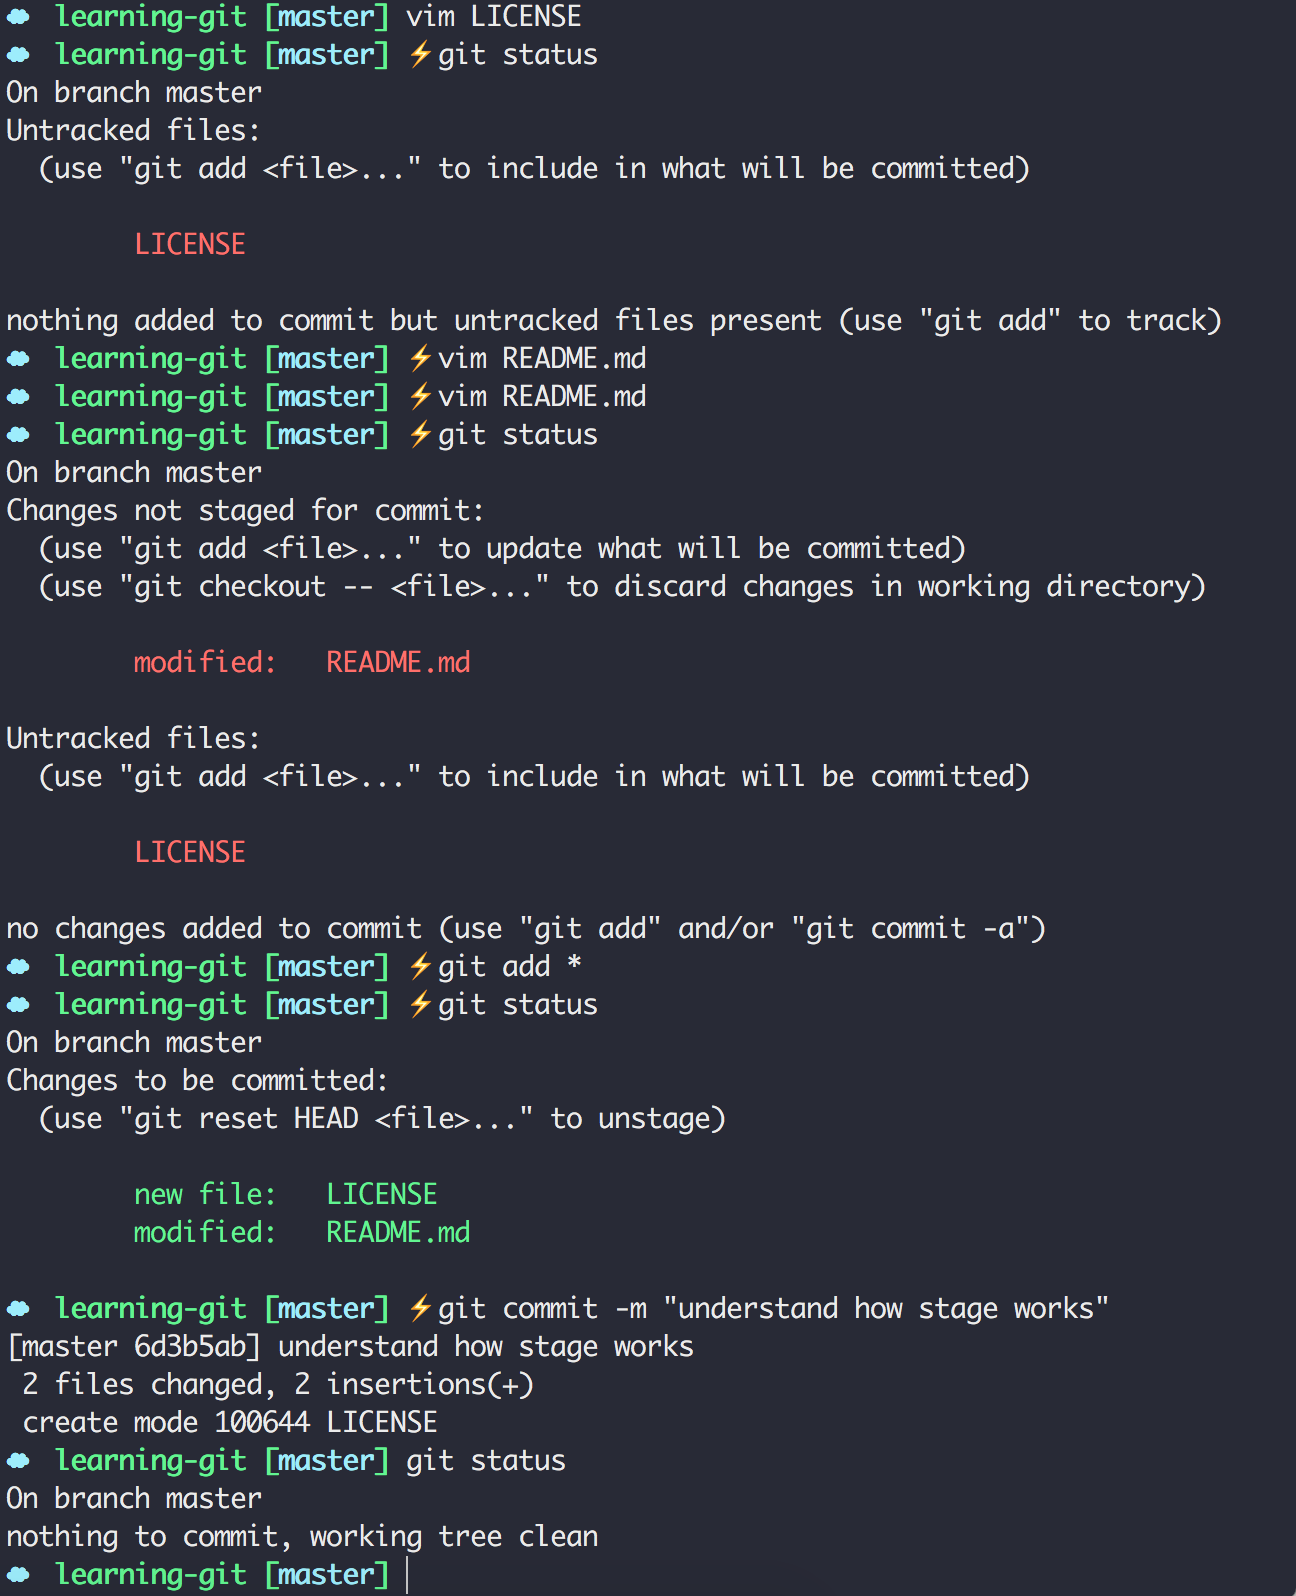 ☁ learning-git [master] vim LICENSE
☁ learning-git [master] ⚡git status
On branch master
Untracked files:
  (use "git add <file>..." to include in what will be committed)

        LICENSE

nothing added to commit but untracked files present (use "git add" to track)
☁ learning-git [master] ⚡vim README.md
☁ learning-git [master] ⚡vim README.md
☁ learning-git [master] ⚡git status
On branch master
Changes not staged for commit:
  (use "git add <file>..." to update what will be committed)
  (use "git checkout -- <file>..." to discard changes in working directory)

        modified:   README.md

Untracked files:
  (use "git add <file>..." to include in what will be committed)

        LICENSE

no changes added to commit (use "git add" and/or "git commit -a")
☁ learning-git [master] ⚡git add *
☁ learning-git [master] ⚡git status
On branch master
Changes to be committed:
  (use "git reset HEAD <file>..." to unstage)

        new file:   LICENSE
        modified:   README.md

☁ learning-git [master] ⚡git commit -m "understand how stage works"
[master 6d3b5ab] understand how stage works
 2 files changed, 2 insertions(+)
 create mode 100644 LICENSE
☁ learning-git [master] git status
On branch master
nothing to commit, working tree clean
☁ learning-git [master]